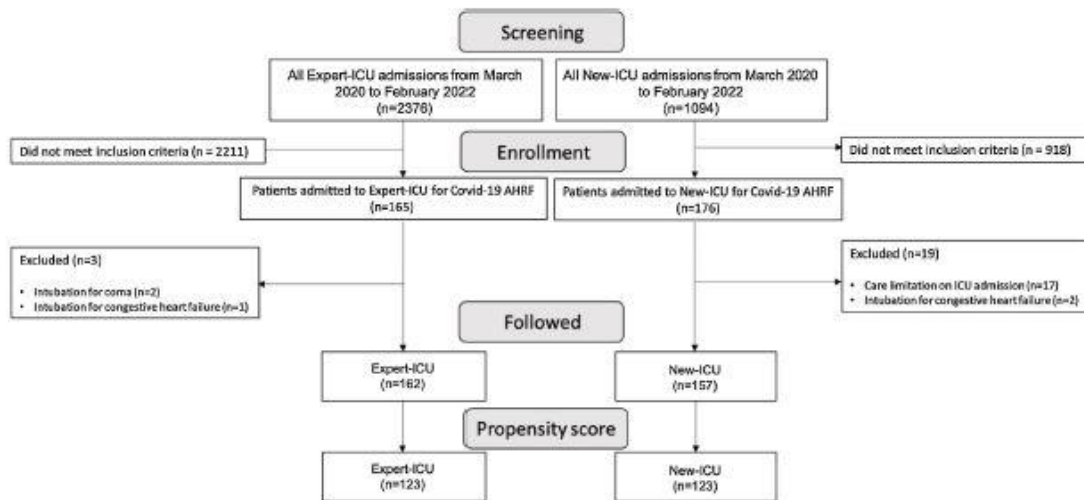 Screening
All Expert-ICU admissions from March
2020 to February 2022
(n=2376)
All New-ICU admissions from March 2020
to February 2022
(n=1094)
Did not meet inclusion criteria (n = 2211)
Did not meet inclusion criteria (n = 918)
Enrollment
Patients admitted to Expert-ICU for Covid-19 AHRF
(n=165)
Patients admitted to New-ICU for Covid-19 AHRF
(n=176)
Excluded (n=3)
• Intubation for coma (n=2)
• Intubation for congestive heart failure (n=1)
Excluded (n=19)
• Care limitation on ICU admission (n=17)
• Intubation for congestive heart failure (n=2)
Followed
Expert-ICU
(n=162)
New-ICU
(n=157)
Propensity score
Expert-ICU
(n=123)
New-ICU
(n=123)